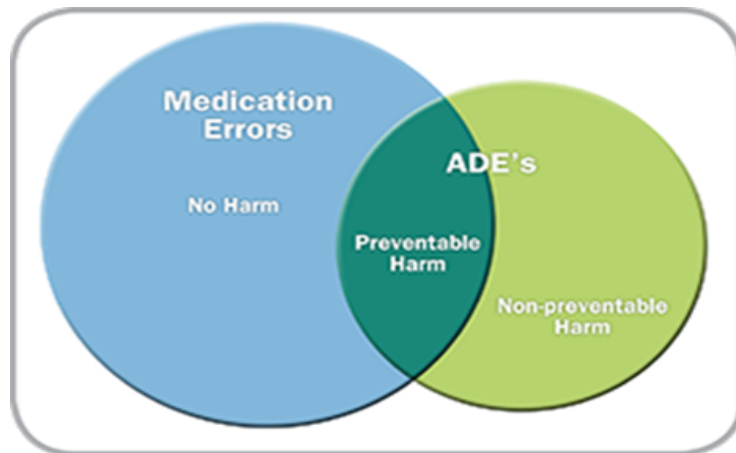 Medication
Errors
ADE's
No Harm
Preventable
Harm
Non-preventable
Harm